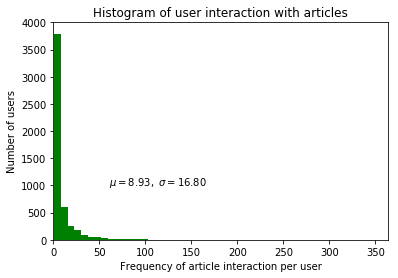 Histogram of user interaction with articles
4000
3500
3000
2500
2000
1500
1000
500
0
Number of users
μ = 8.93, σ = 16.80
0 50 100 150 200 250 300 350
Frequency of article interaction per user